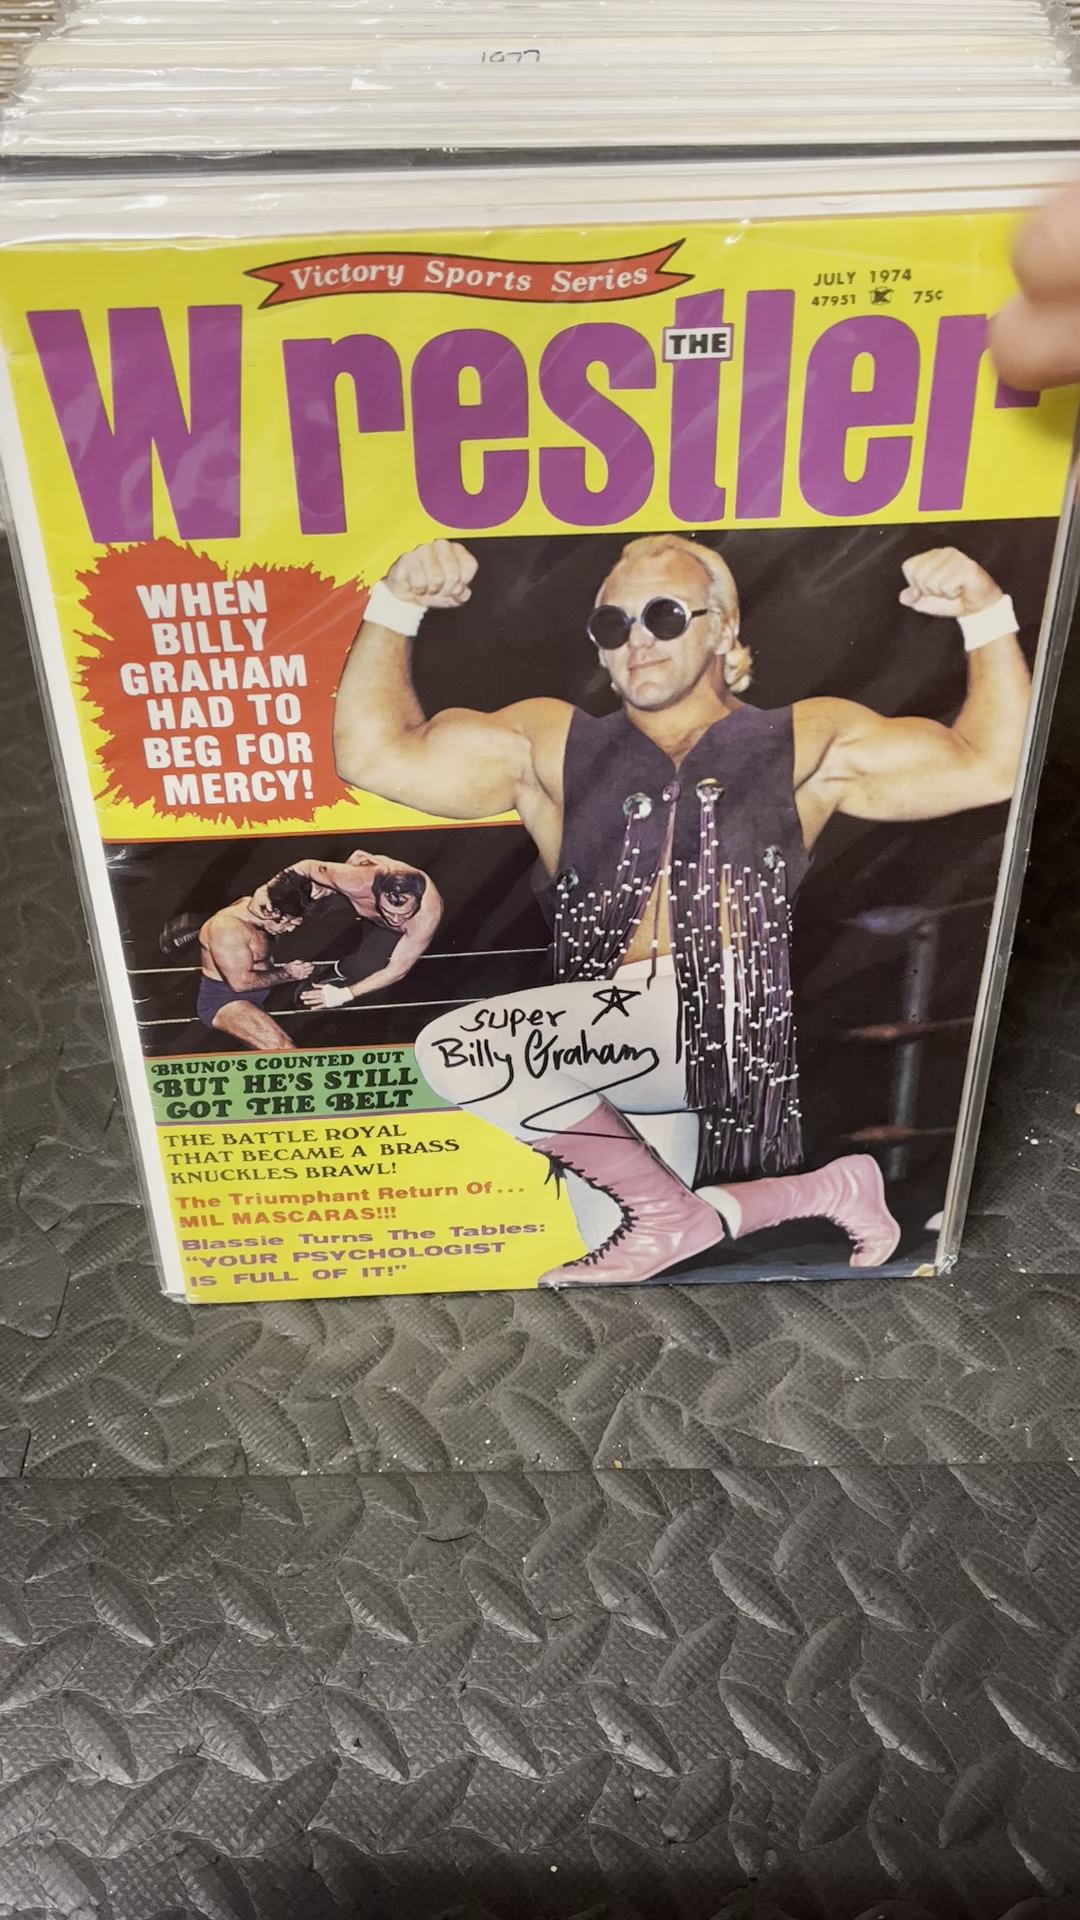 1977
Victory Sports Series
JULY 1974
47951 K 75¢
THE
Wrestler
WHEN
BILLY
GRAHAM
HAD TO
BEG FOR
MERCY!
super
Billy Graham
BRUNO'S COUNTED OUT
BUT HE'S STILL
GOT THE BELT
THE BATTLE ROYAL
THAT BECAME A BRASS
KNUCKLES BRAWL!
The Triumphant Return Of...
MIL MASCARAS!!!
Blassie Turns The Tables:
"YOUR PSYCHOLOGIST
IS FULL OF IT!"